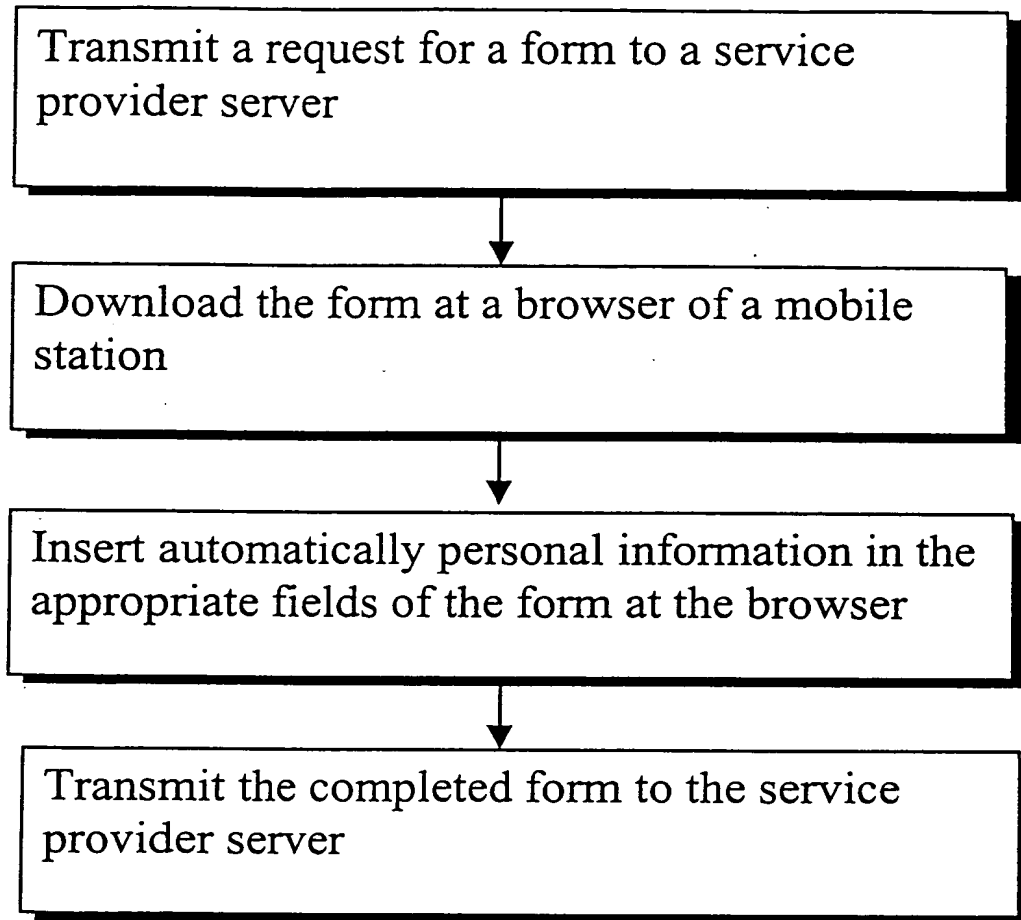 Transmit a request for a form to a service
provider server
Download the form at a browser of a mobile
station
Insert automatically personal information in the
appropriate fields of the form at the browser
Transmit the completed form to the service
provider server